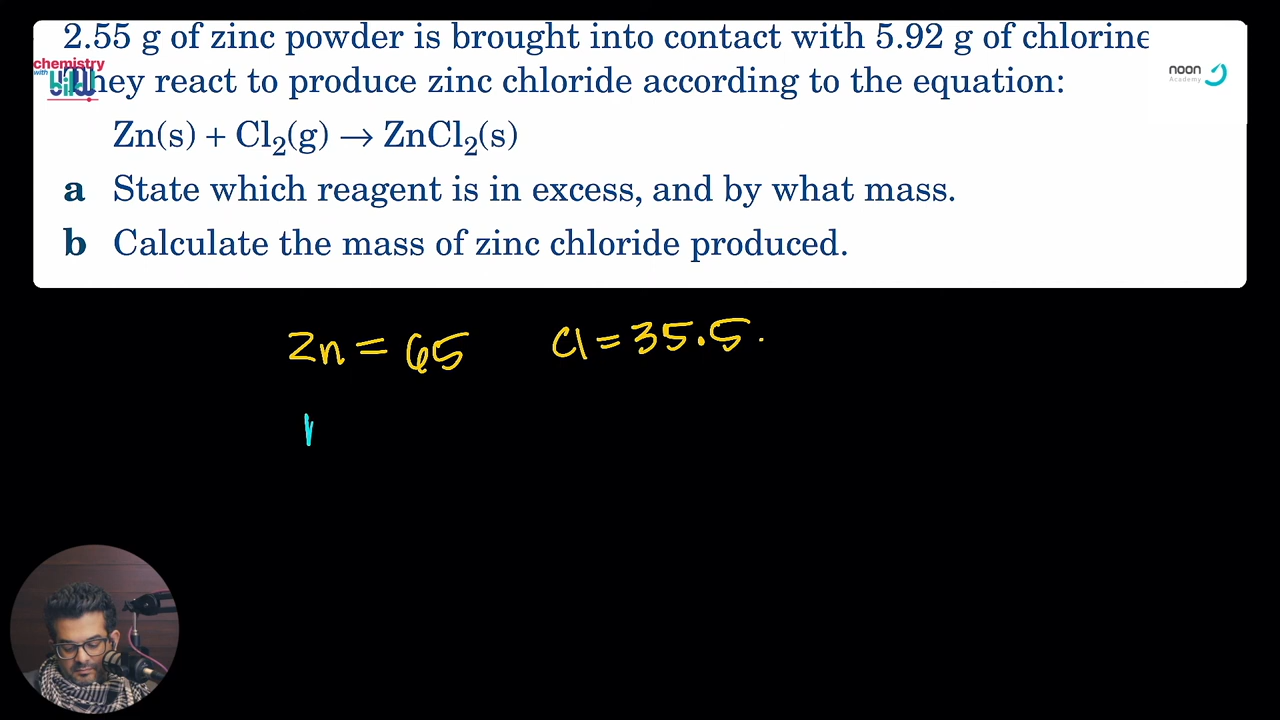 2.55 g of zinc powder is brought into contact with 5.92 g of chlorine
hey react to produce zinc chloride according to the equation:
chemistry
with
noon
Academy
Zn(s) + Cl₂(g) → ZnCl₂(s)
a State which reagent is in excess, and by what mass.
b Calculate the mass of zinc chloride produced.
Zn = 65 Cl = 35.5.